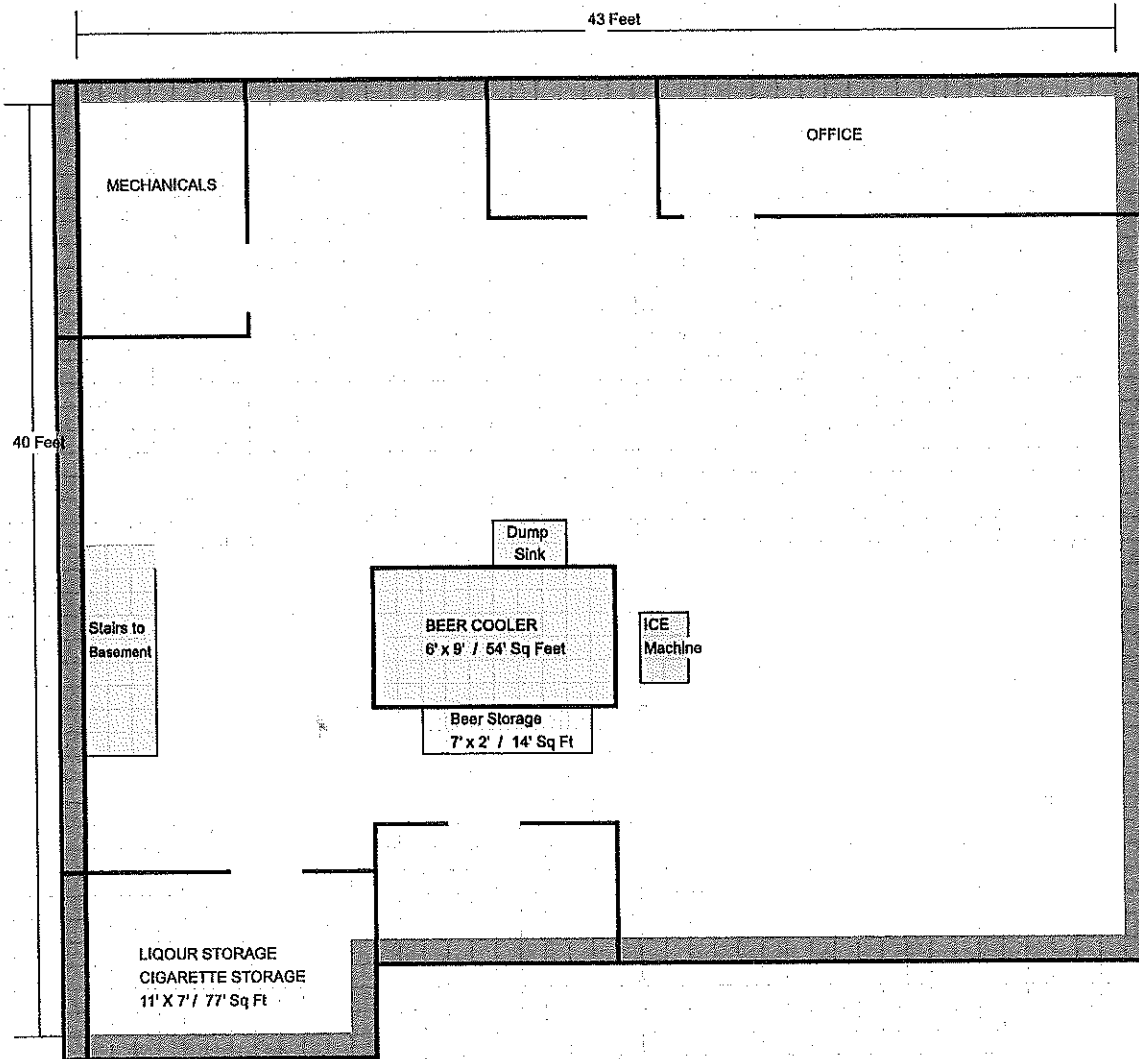 43 Feet
OFFICE
MECHANICALS
40 Feet
Dump
Sink
BEER COOLER
6' x 9' / 54' Sq Feet
ICE
Machine
Stairs to
Basement
Beer Storage
7' x 2' / 14' Sq Ft
LIQOUR STORAGE
CIGARETTE STORAGE
11' X 7' / 77' Sq Ft